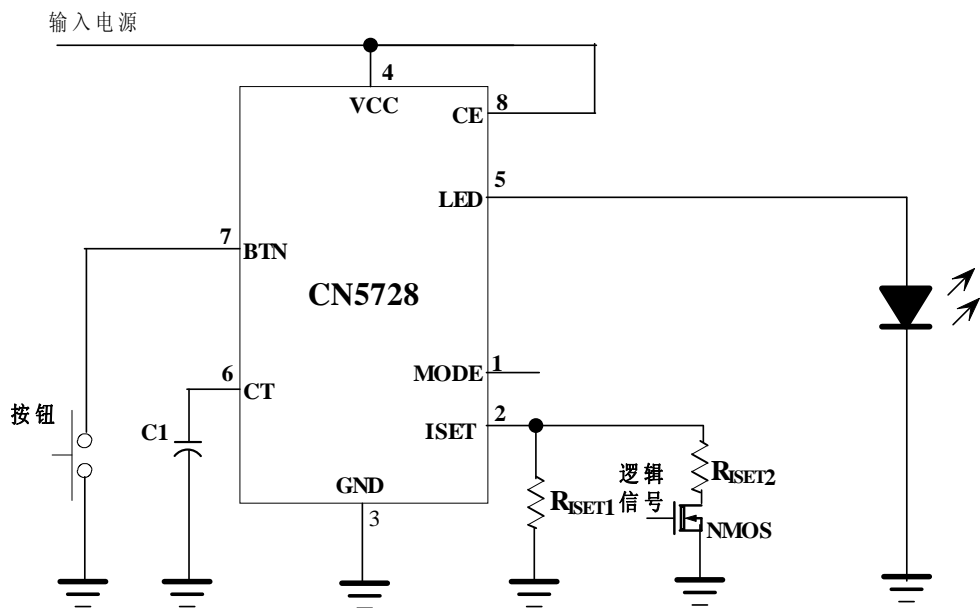 输入电源
4
VCC
8
CE
5
LED
7
BTN
CN5728
1
MODE
6
CT
2
ISET
按钮
C1
GND
3
RISET1
逻辑
信号
RISET2
NMOS